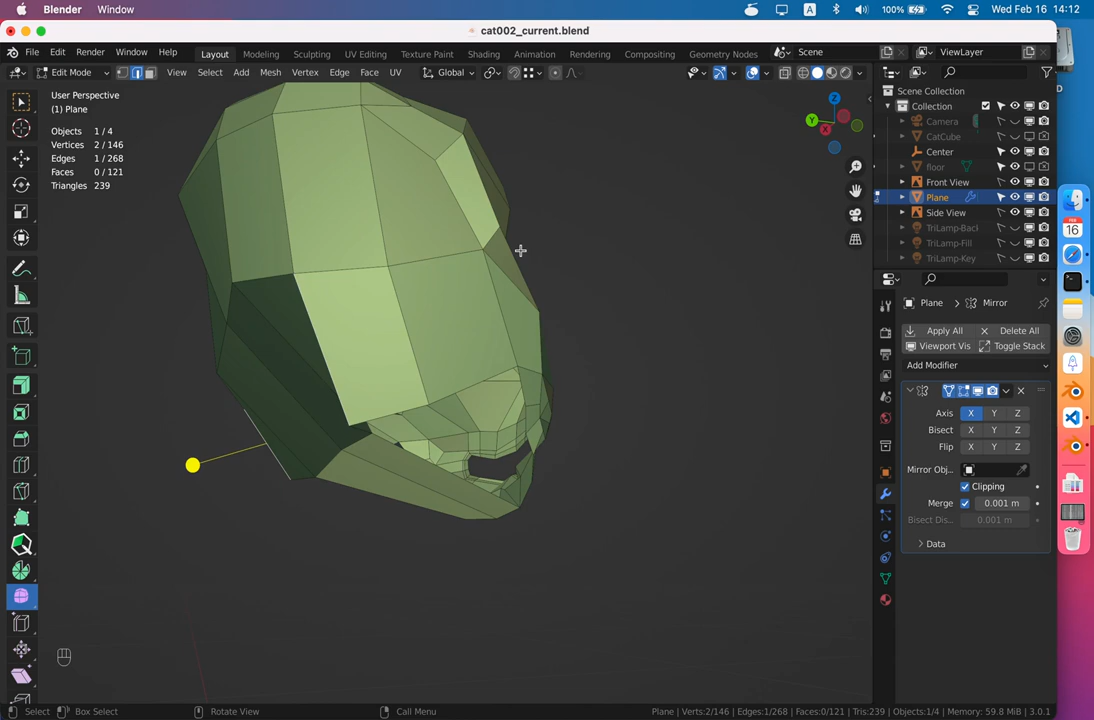 Blender Window
A 100% Wed Feb 16 14:12
cat002_current.blend
File Edit Render Window Help Layout Modeling Sculpting UV Editing Texture Paint Shading Animation Rendering Compositing Geometry Nodes Scene ViewLayer
Edit Mode View Select Add Mesh Vertex Edge Face UV Global
User Perspective
(1) Plane
Objects 1 / 4
Vertices 2 / 146
Edges 1 / 268
Faces 0 / 121
Triangles 239
Z
Y
X
Scene Collection
Collection
Camera
CatCube
Center
floor
Front View
Plane
Side View
TriLamp-Back
TriLamp-Fill
TriLamp-Key
Plane > Mirror
Apply All Delete All
Viewport Vis Toggle Stack
Add Modifier
Axis X Y Z
Bisect X Y Z
Flip X Y Z
Mirror Obj..
Clipping
Merge 0.001 m
Bisect Dis... 0.001 m
Data
FEB
16
D
Select Box Select Rotate View Call Menu Plane | Verts:2/146 | Edges:1/268 | Faces:0/121 | Tris:239 | Objects:1/4 | Memory: 59.8 MiB | 3.0.1